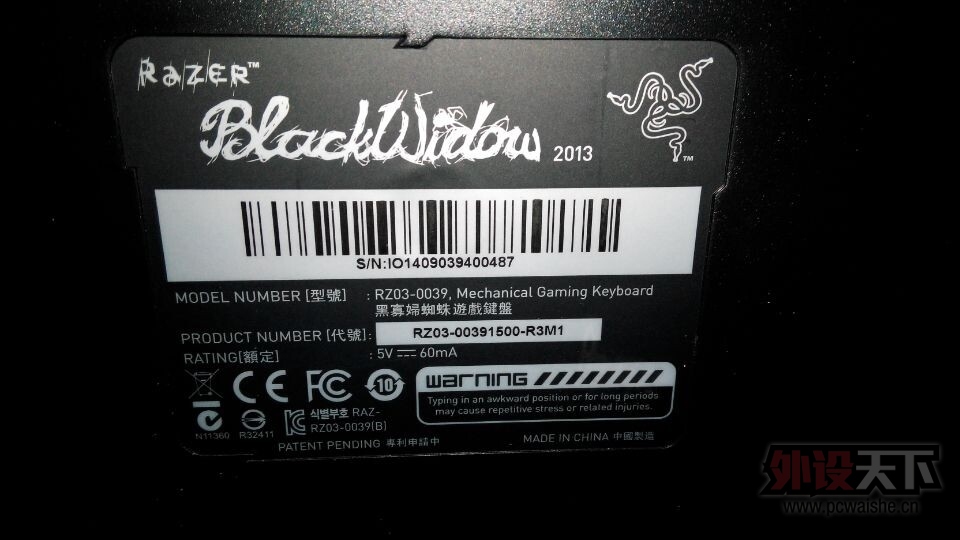 RAZER™
BlackWidow 2013
™
S/N:IO1409039400487
MODEL NUMBER [型號] : RZ03-0039, Mechanical Gaming Keyboard
黑寡婦蜘蛛遊戲鍵盤
PRODUCT NUMBER [代號]: RZ03-00391500-R3M1
RATING[額定] : 5V⎓60mA
CE FC 10
warning
Typing in an awkward position or for long periods
may cause repetitive stress or related injuries.
식별부호 RAZ-
RZ03-0039(B)
N11360 R32411
PATENT PENDING 專利申請中
MADE IN CHINA 中國製造
外设天下
www.pcwaishe.cn